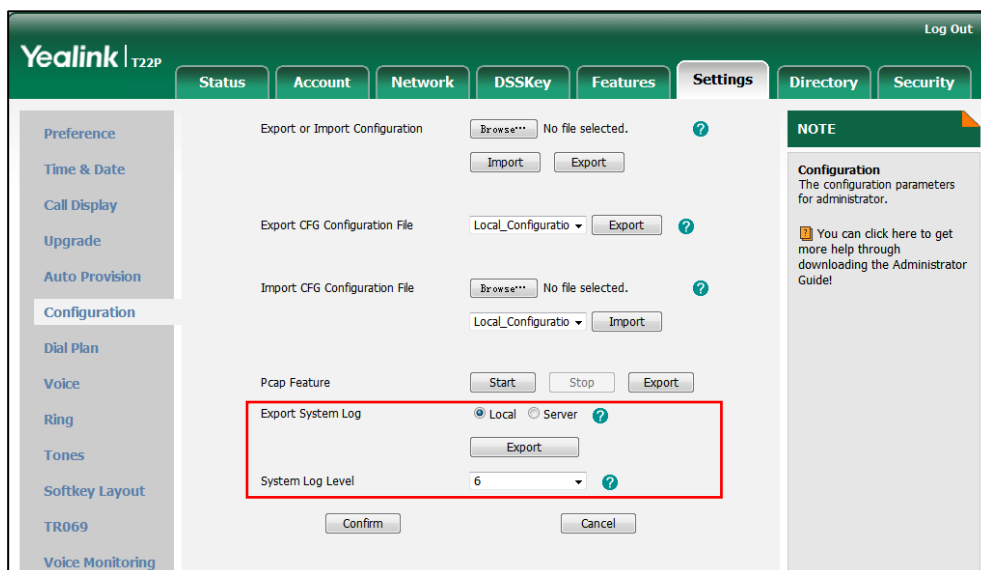 Log Out
Yealink T22P
Status Account Network DSSKey Features Settings Directory Security
Preference
Time & Date
Call Display
Upgrade
Auto Provision
Configuration
Dial Plan
Voice
Ring
Tones
Softkey Layout
TR069
Voice Monitoring
Export or Import Configuration Browse... No file selected. ?
Import Export
Export CFG Configuration File Local_Configuratio Export ?
Import CFG Configuration File Browse... No file selected. ?
Local_Configuratio Import
Pcap Feature Start Stop Export
Export System Log Local Server ?
Export
System Log Level 6 ?
Confirm Cancel
NOTE
Configuration
The configuration parameters
for administrator.
? You can click here to get
more help through
downloading the Administrator
Guide!